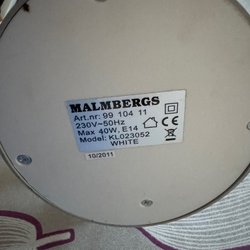 MALMBERGS
Art.nr: 99 104 11
230V~50Hz
Max 40W, E14
Model: KL023052
WHITE
10/2011